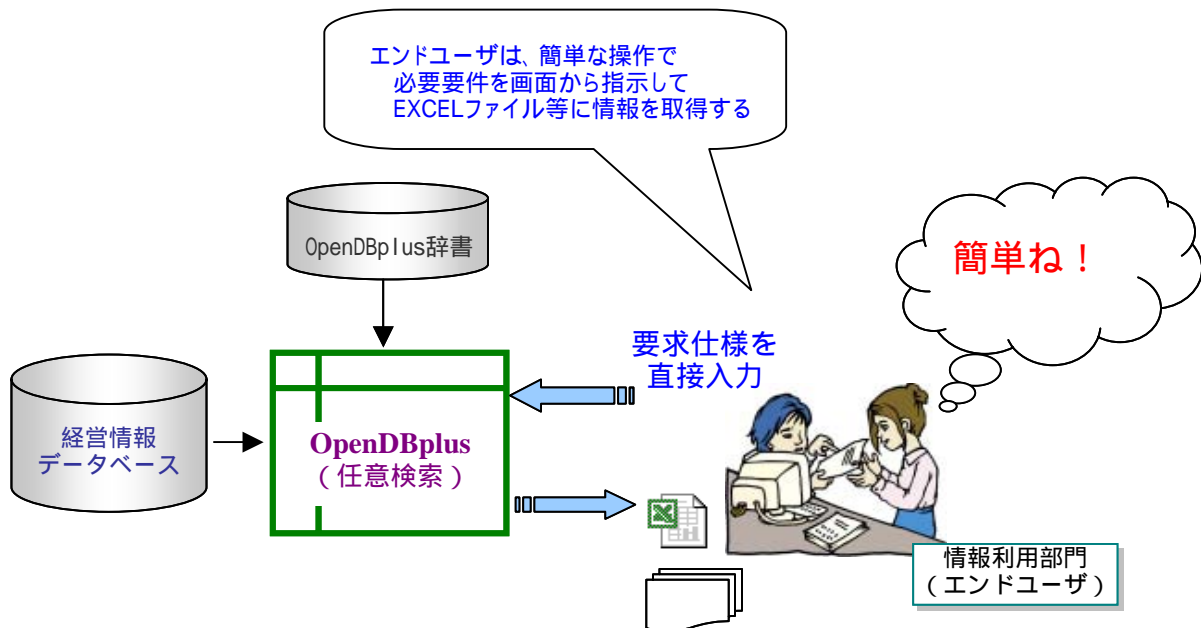 エンドユーザは、簡単な操作で
必要要件を画面から指示して
EXCELファイル等に情報を取得する
OpenDBplus辞書
簡単ね！
要求仕様を
直接入力
経営情報
データベース
OpenDBplus
（任意検索）
情報利用部門
（エンドユーザ）